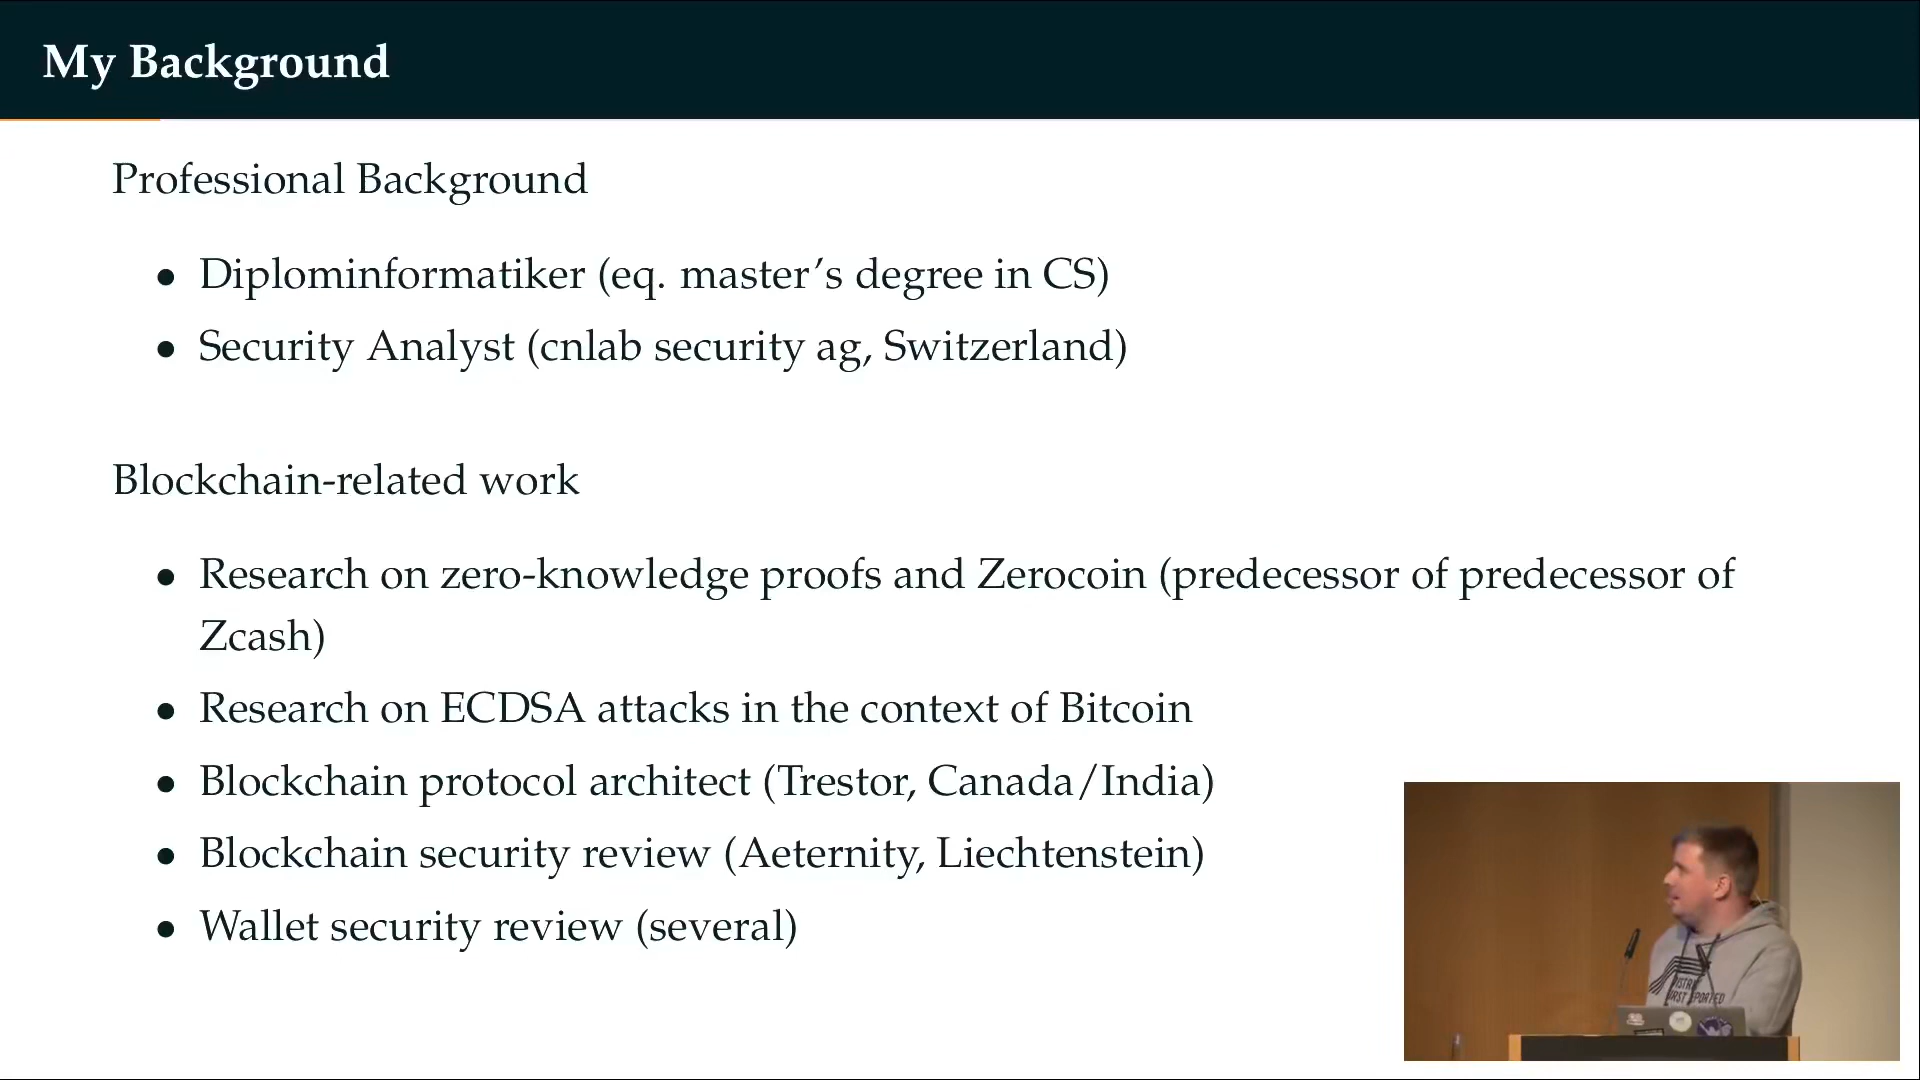 My Background
Professional Background
• Diplominformatiker (eq. master's degree in CS)
• Security Analyst (cnlab security ag, Switzerland)
Blockchain-related work
• Research on zero-knowledge proofs and Zerocoin (predecessor of predecessor of
Zcash)
• Research on ECDSA attacks in the context of Bitcoin
• Blockchain protocol architect (Trestor, Canada/India)
• Blockchain security review (Aeternity, Liechtenstein)
• Wallet security review (several)